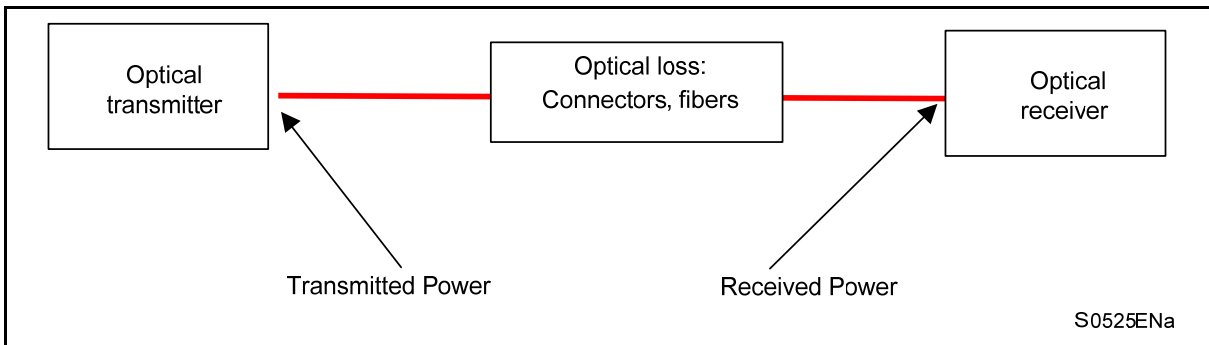 Optical
transmitter
Optical loss:
Connectors, fibers
Optical
receiver
Transmitted Power
Received Power
S0525ENa